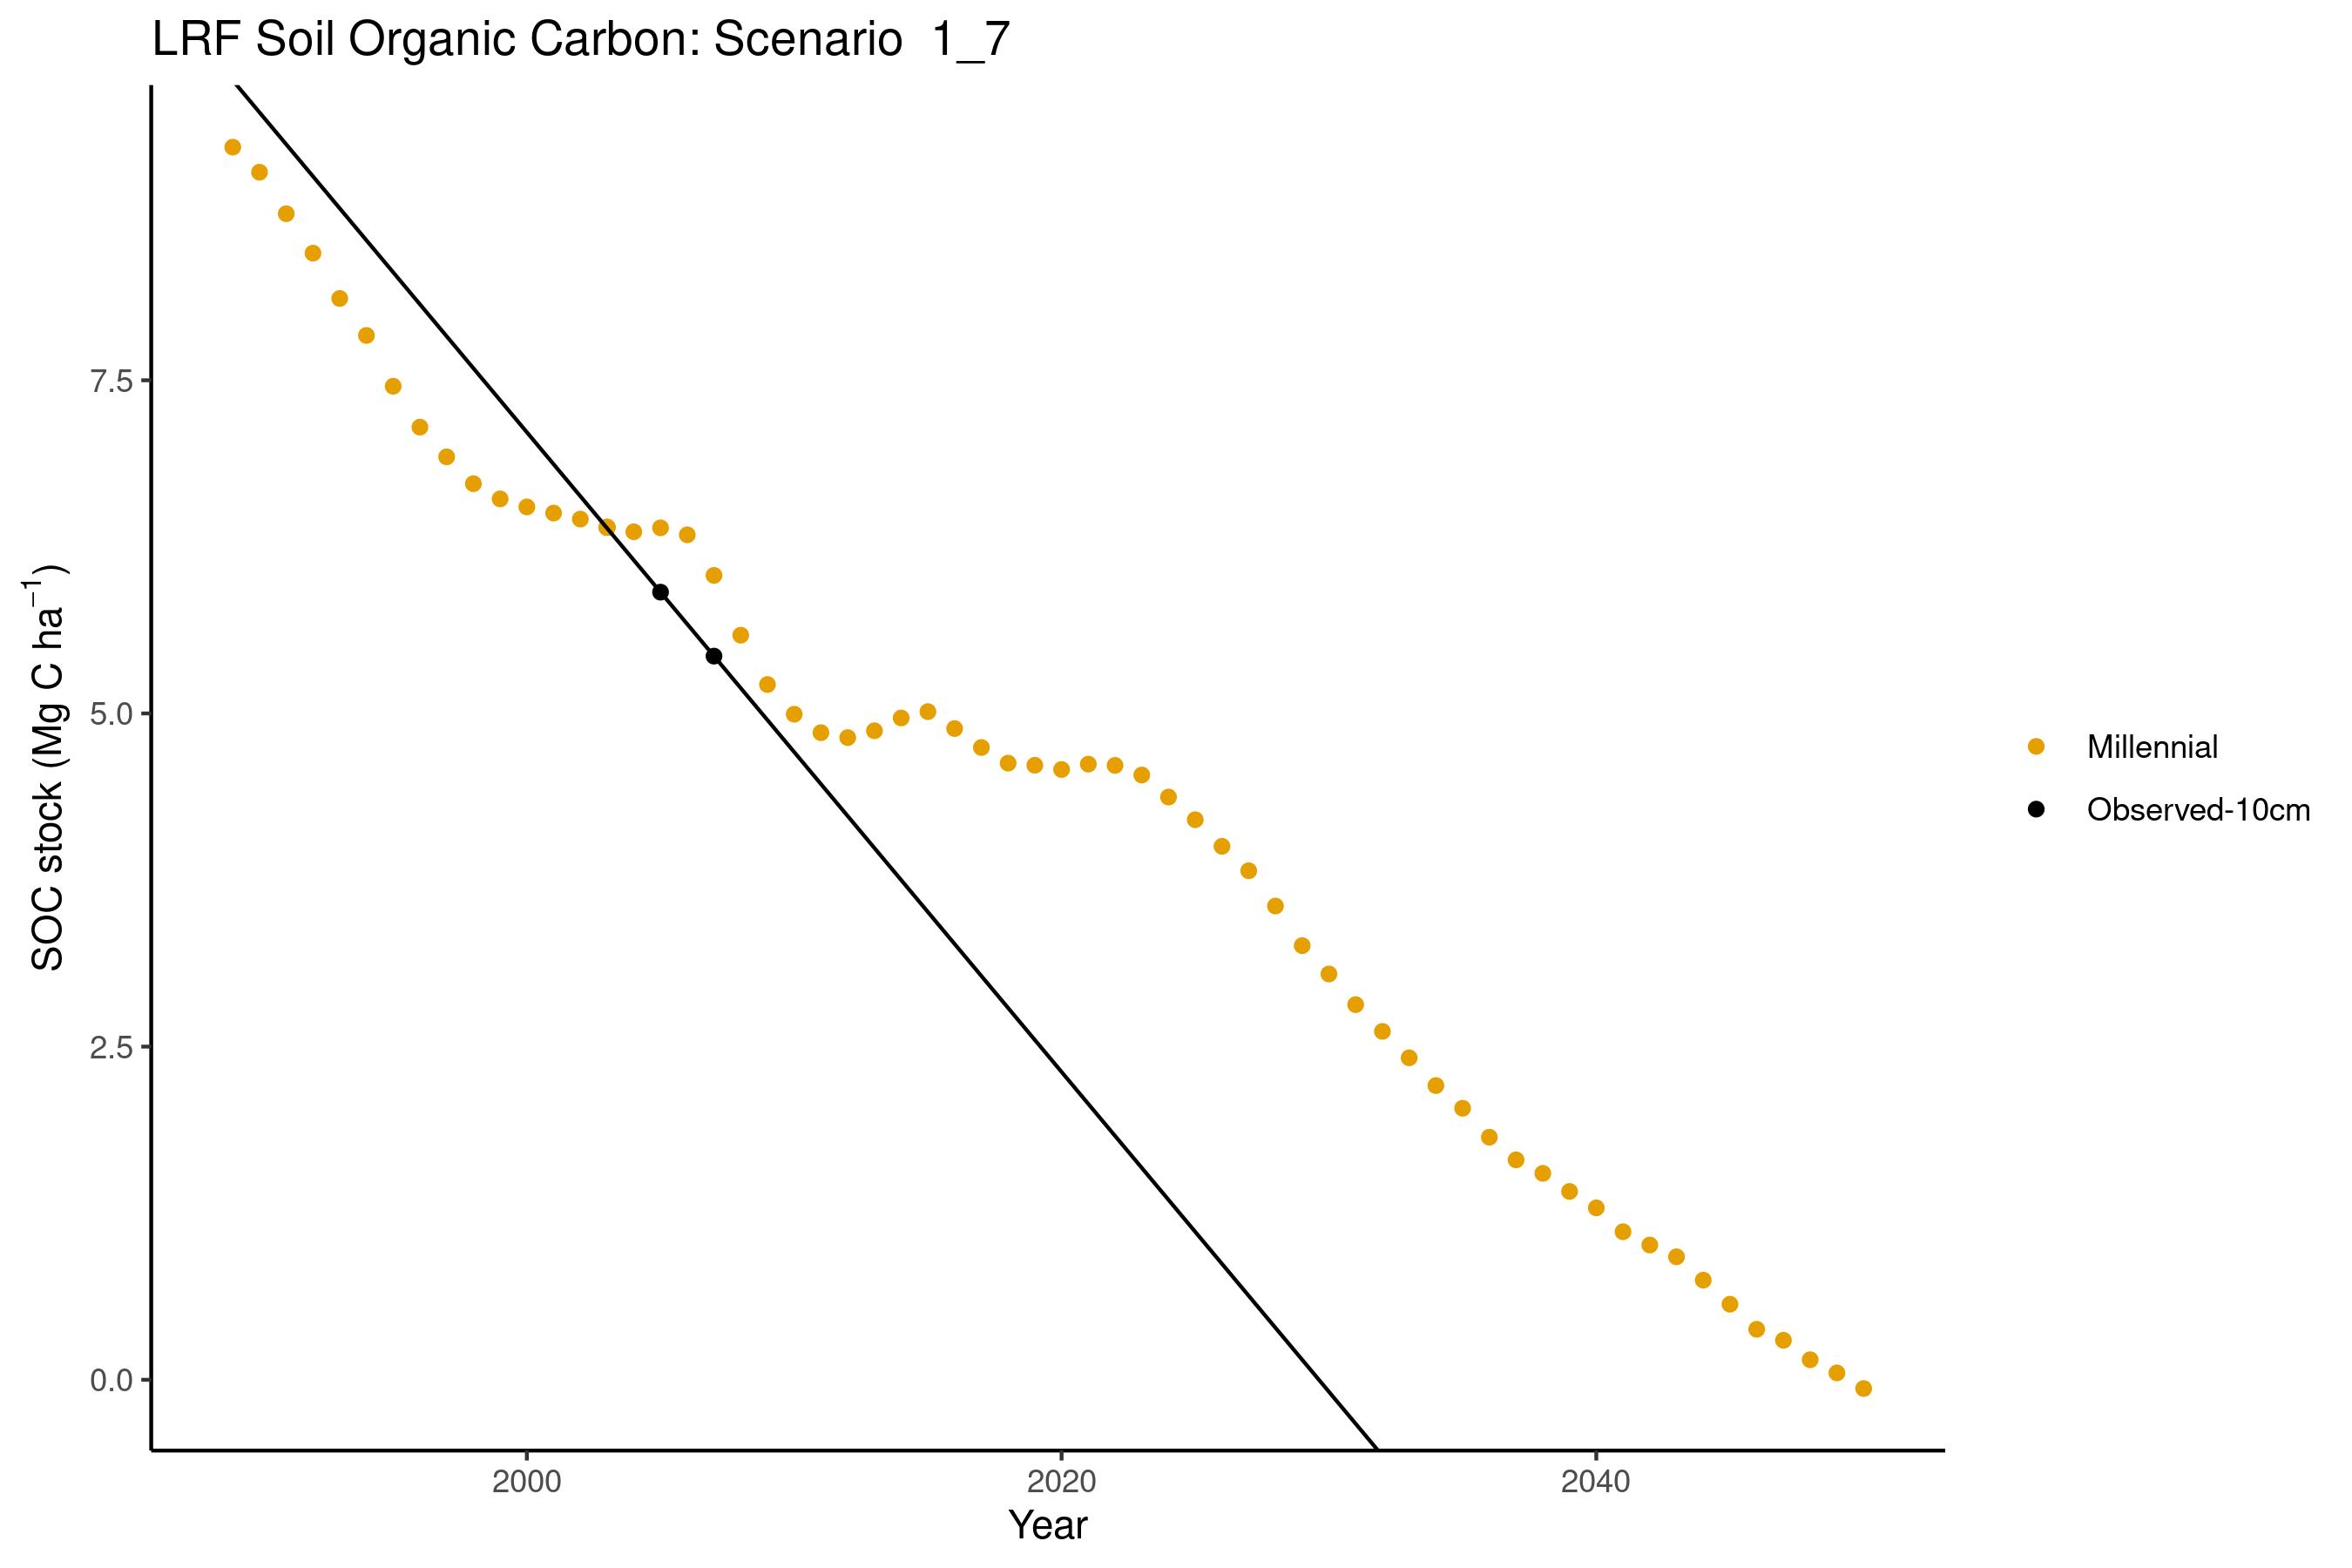 LRF Soil Organic Carbon: Scenario  1_7
SOC stock (Mg C ha−1)
7.5
5.0
2.5
0.0
2000
2020
2040
Year
Millennial
Observed-10cm